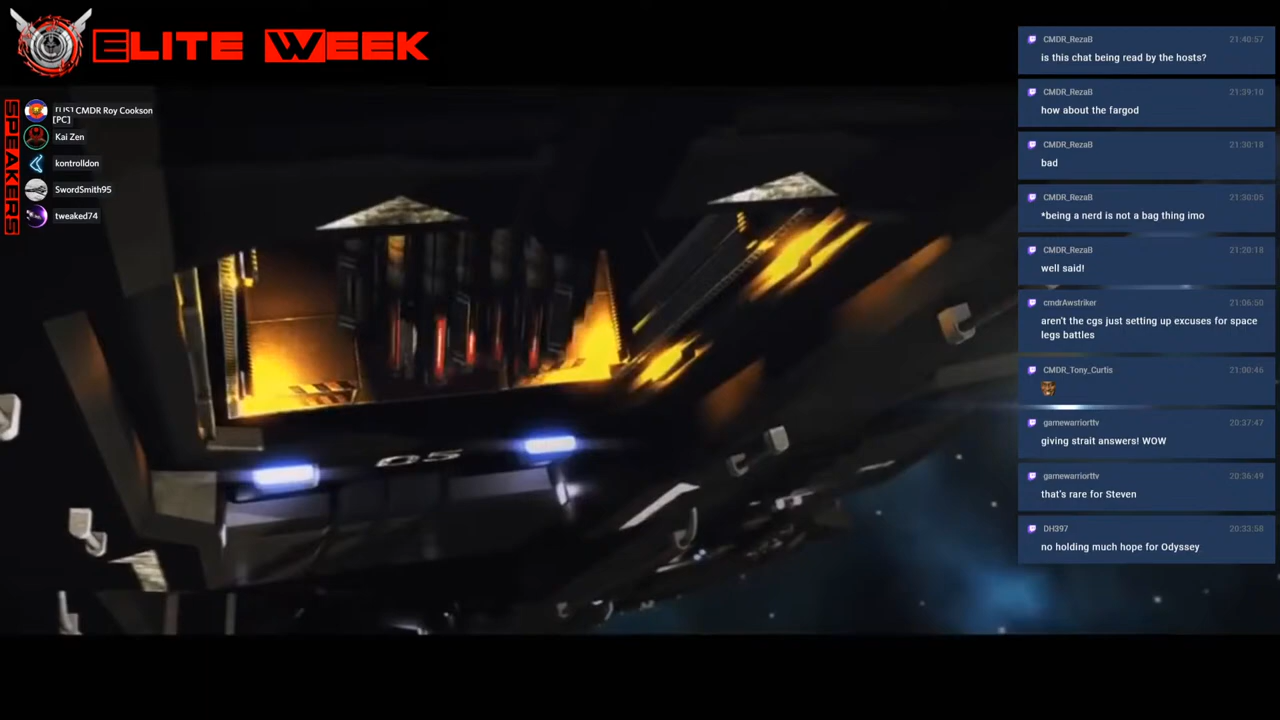 ELITE WEEK
SPEAKERS
[US] CMDR Roy Cookson
[PC]
Kai Zen
kontrolldon
SwordSmith95
tweaked74
05
CMDR_RezaB 21:40:57
is this chat being read by the hosts?
CMDR_RezaB 21:39:10
how about the fargod
CMDR_RezaB 21:30:18
bad
CMDR_RezaB 21:30:05
*being a nerd is not a bag thing imo
CMDR_RezaB 21:20:18
well said!
cmdrAwstriker 21:06:50
aren't the cgs just setting up excuses for space
legs battles
CMDR_Tony_Curtis 21:00:46
gamewarriorttv 20:37:47
giving strait answers! WOW
gamewarriorttv 20:36:49
that's rare for Steven
DH397 20:33:58
no holding much hope for Odyssey